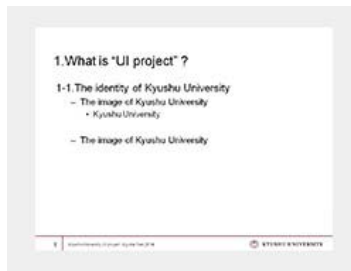 1.What is "UI project" ?
1-1.The identity of Kyushu University
– The image of Kyushu University
• Kyushu University
– The image of Kyushu University
KYUSHU UNIVERSITY